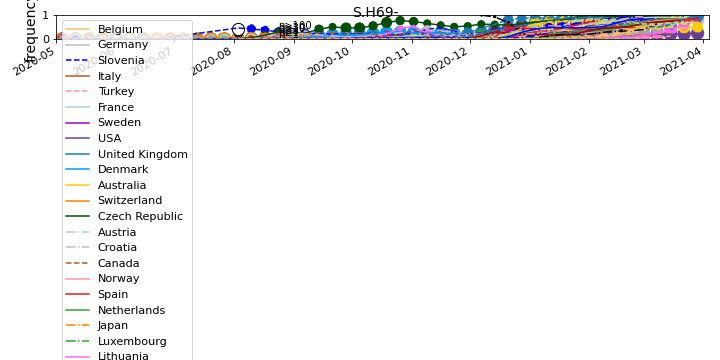 S.H69-
frequency
1
0
n>100
2020-05
2020-07
2020-08
2020-09
2020-10
2020-11
2020-12
2021-01
2021-02
2021-03
2021-04
Belgium
Germany
Slovenia
Italy
Turkey
France
Sweden
USA
United Kingdom
Denmark
Australia
Switzerland
Czech Republic
Austria
Croatia
Canada
Norway
Spain
Netherlands
Japan
Luxembourg
Lithuania